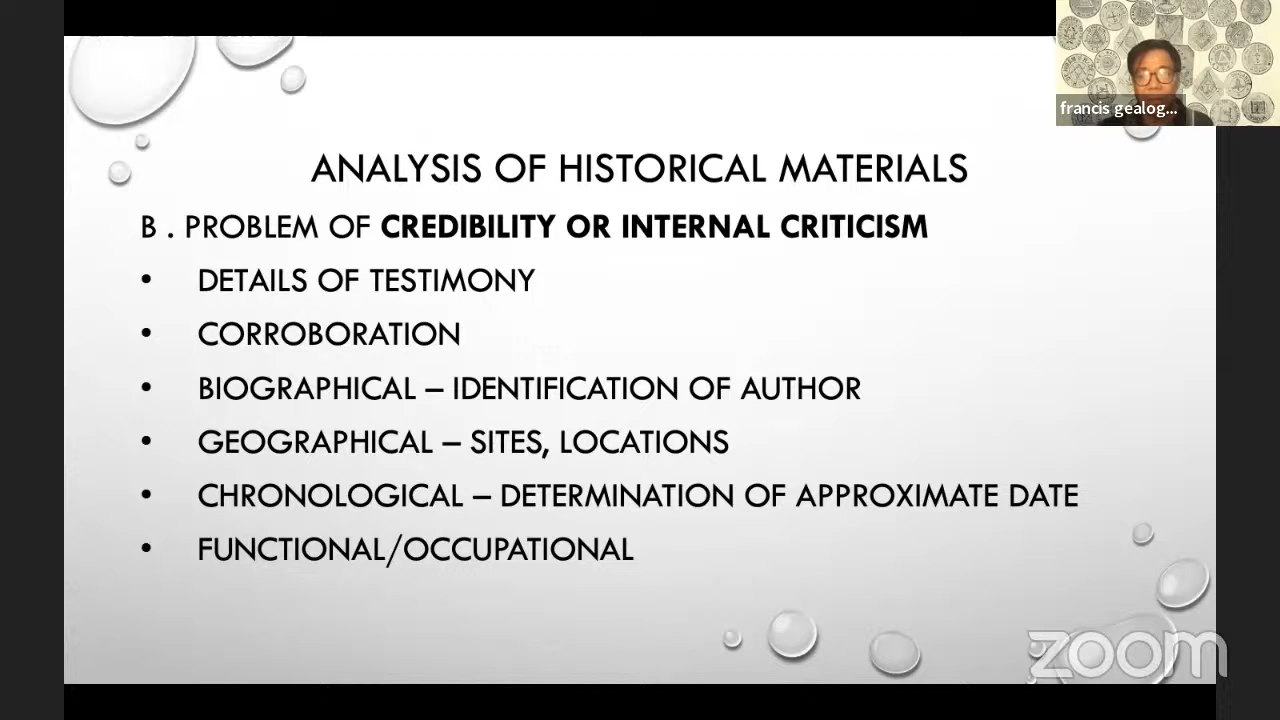 francis gealog...
ANALYSIS OF HISTORICAL MATERIALS
B . PROBLEM OF CREDIBILITY OR INTERNAL CRITICISM
• DETAILS OF TESTIMONY
• CORROBORATION
• BIOGRAPHICAL – IDENTIFICATION OF AUTHOR
• GEOGRAPHICAL – SITES, LOCATIONS
• CHRONOLOGICAL – DETERMINATION OF APPROXIMATE DATE
• FUNCTIONAL/OCCUPATIONAL
zoom